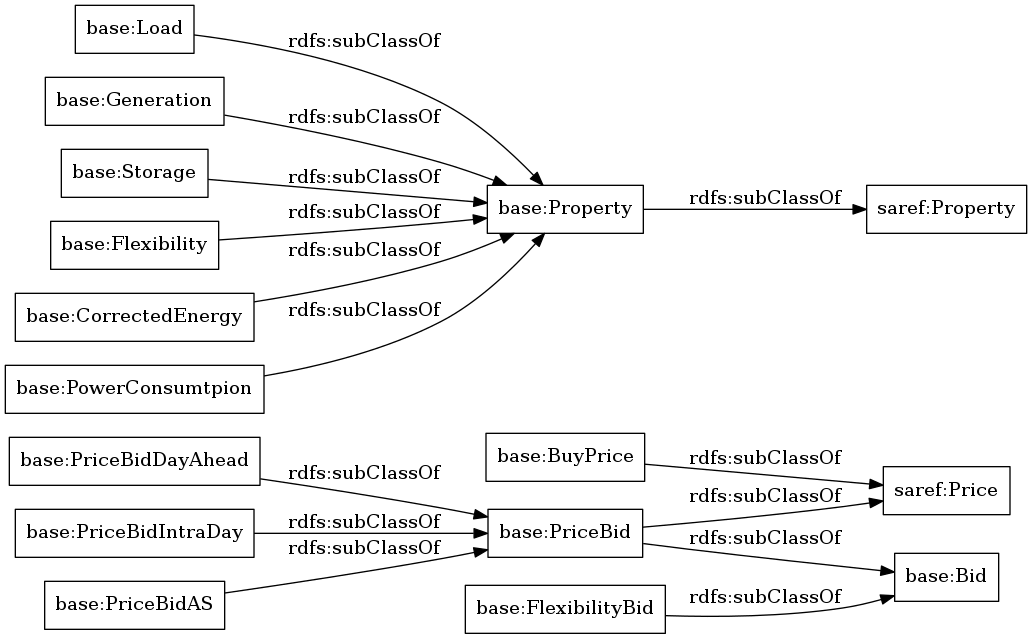 base:Load
rdfs:subClassOf
base:Generation
rdfs:subClassOf
base:Storage
rdfs:subClassOf
base:Property
rdfs:subClassOf
saref:Property
rdfs:subClassOf
base:Flexibility
rdfs:subClassOf
base:CorrectedEnergy
rdfs:subClassOf
base:PowerConsumtpion
base:PriceBidDayAhead
rdfs:subClassOf
base:BuyPrice
rdfs:subClassOf
saref:Price
rdfs:subClassOf
base:PriceBidIntraDay
rdfs:subClassOf
base:PriceBid
rdfs:subClassOf
rdfs:subClassOf
base:Bid
base:PriceBidAS
base:FlexibilityBid
rdfs:subClassOf